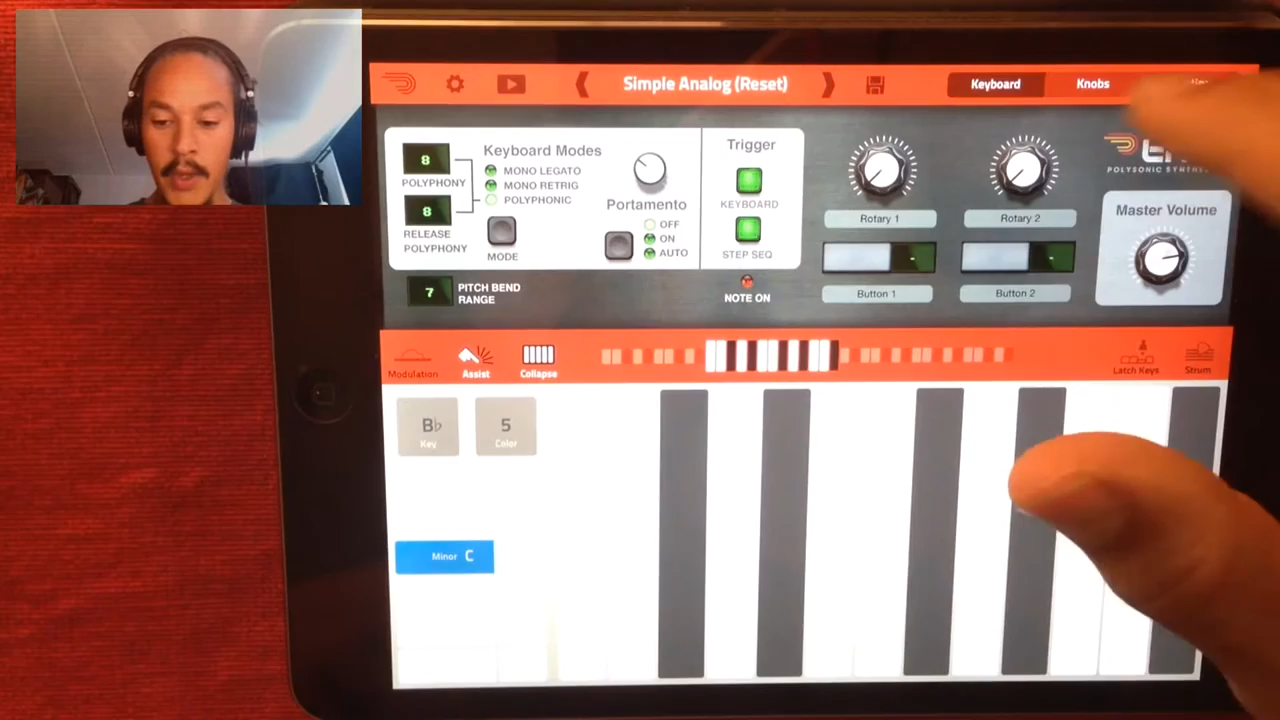 Simple Analog (Reset)
Keyboard
Knobs
8
POLYPHONY
8
RELEASE
POLYPHONY
Keyboard Modes
MONO LEGATO
MONO RETRIG
POLYPHONIC
MODE
Portamento
OFF
ON
AUTO
Trigger
KEYBOARD
STEP SEQ
NOTE ON
7
PITCH BEND
RANGE
Rotary 1
Rotary 2
Button 1
Button 2
Master Volume
Modulation
Assist
Collapse
Latch Keys
Strum
B♭
Key
5
Color
Minor C